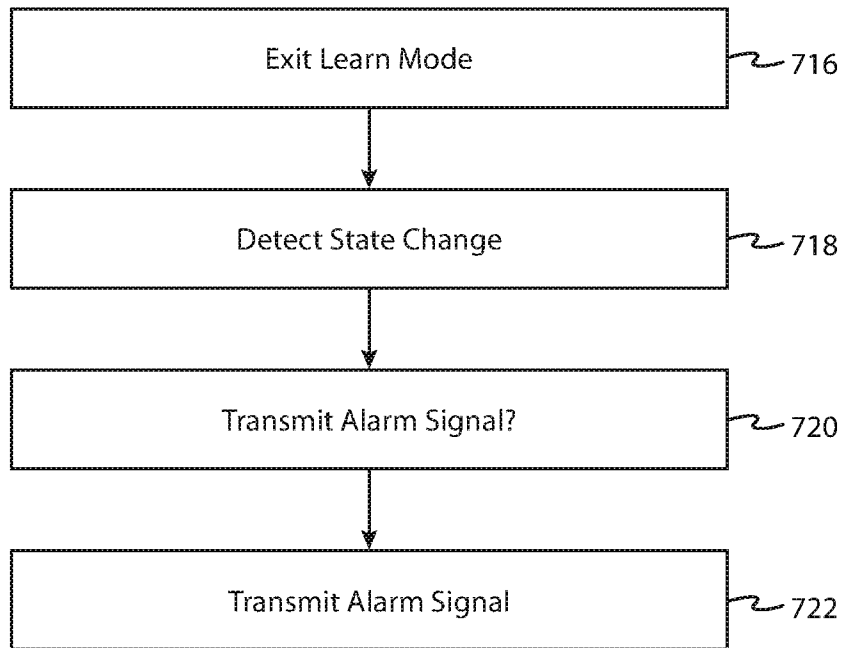 Exit Learn Mode
716
Detect State Change
718
Transmit Alarm Signal?
720
Transmit Alarm Signal
722